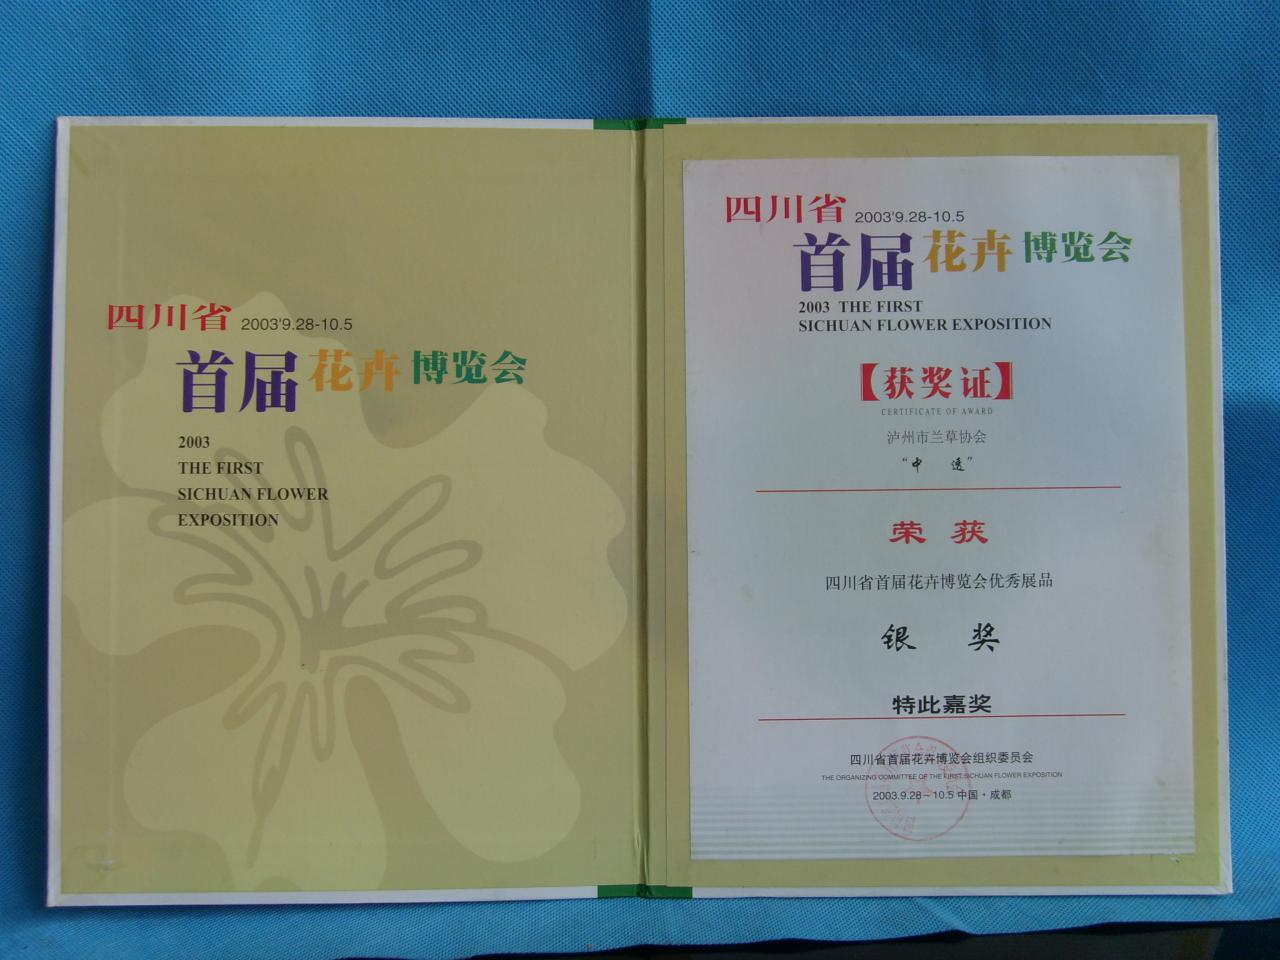 四川省 2003'9.28-10.5
首届花卉博览会
2003
THE FIRST
SICHUAN FLOWER
EXPOSITION
四川省 2003'9.28-10.5
首届花卉博览会
2003 THE FIRST
SICHUAN FLOWER EXPOSITION
【获奖证】
CERTIFICATE OF AWARD
泸州市兰草协会
“中 透”
荣 获
四川省首届花卉博览会优秀展品
银 奖
特此嘉奖
四川省首届花卉博览会组织委员会
THE ORGANIZING COMMITTEE OF THE FIRST SICHUAN FLOWER EXPOSITION
2003.9.28－10.5 中国·成都